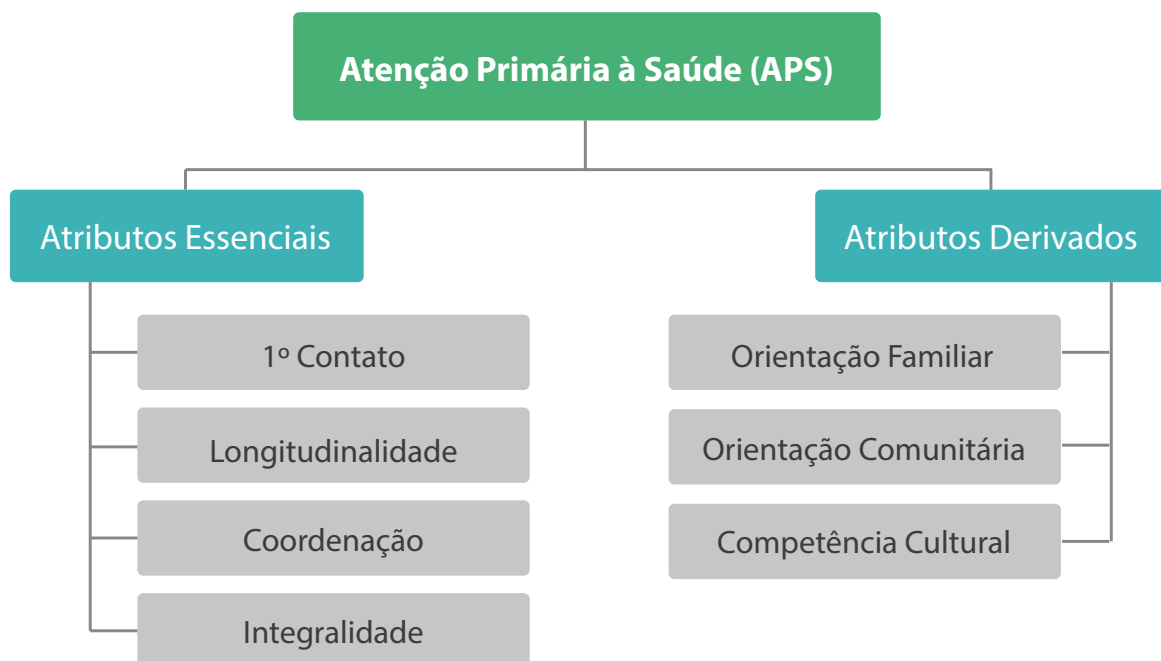 Atenção Primária à Saúde (APS)
Atributos Essenciais
1º Contato
Longitudinalidade
Coordenação
Integralidade
Atributos Derivados
Orientação Familiar
Orientação Comunitária
Competência Cultural